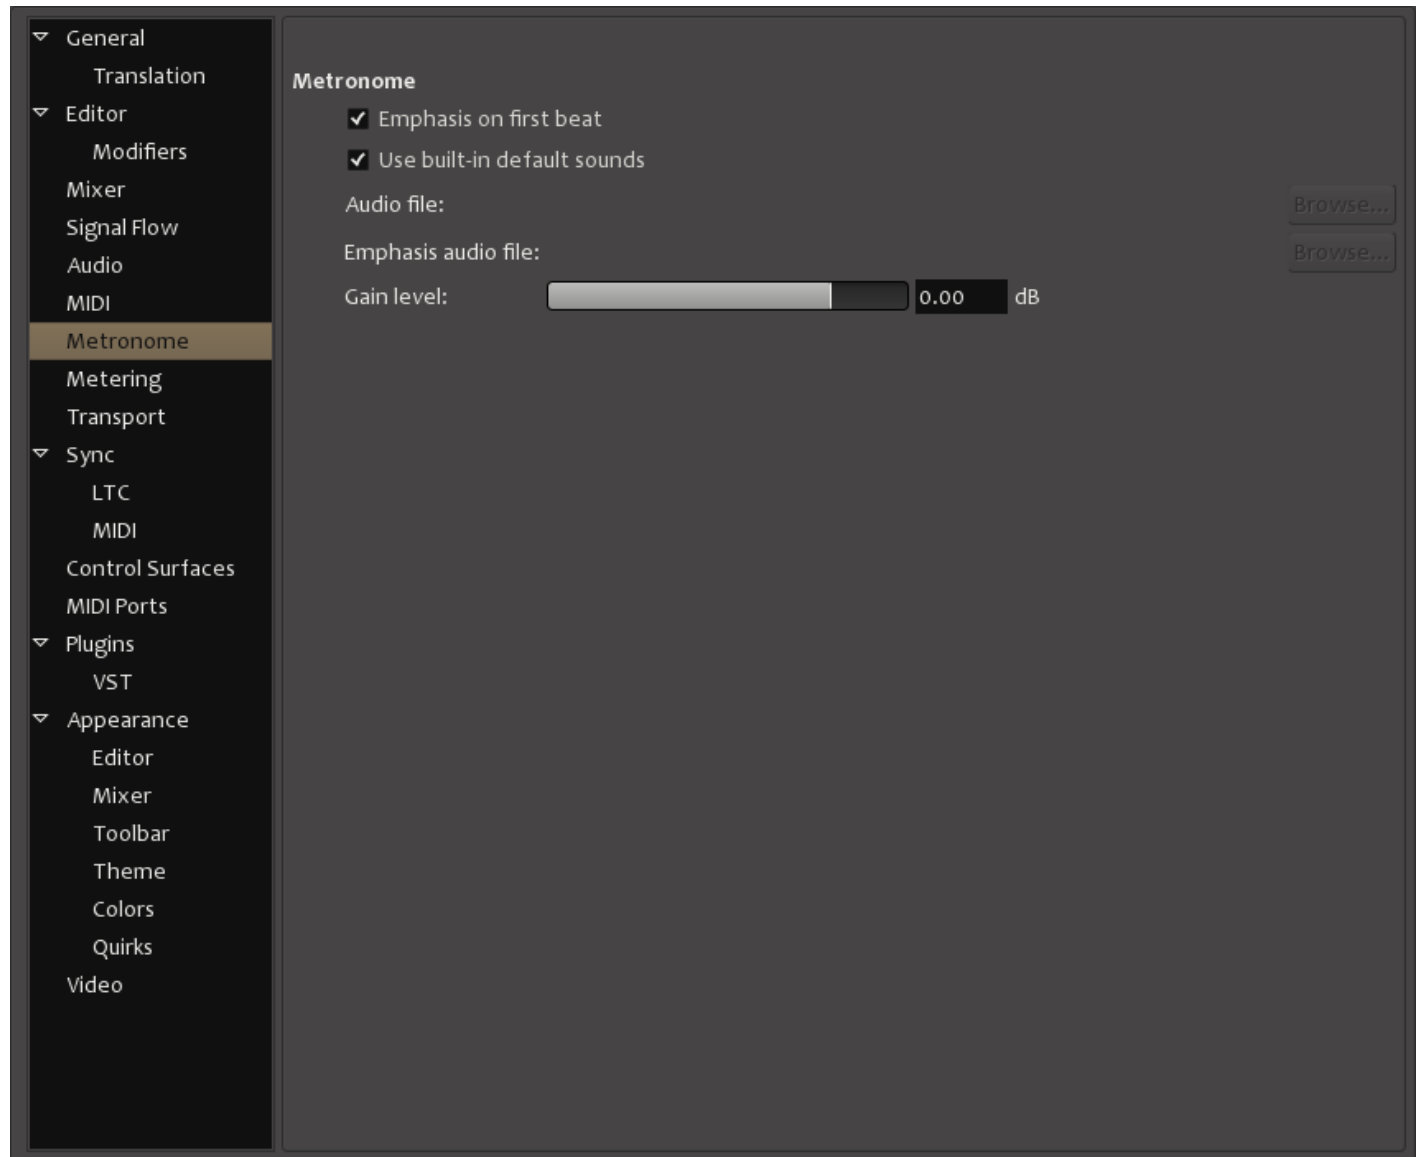 General
Translation
Editor
Modifiers
Mixer
Signal Flow
Audio
MIDI
Metronome
Metering
Transport
Sync
LTC
MIDI
Control Surfaces
MIDI Ports
Plugins
VST
Appearance
Editor
Mixer
Toolbar
Theme
Colors
Quirks
Video
Metronome
Emphasis on first beat
Use built-in default sounds
Audio file: Browse...
Emphasis audio file: Browse...
Gain level: 0.00 dB